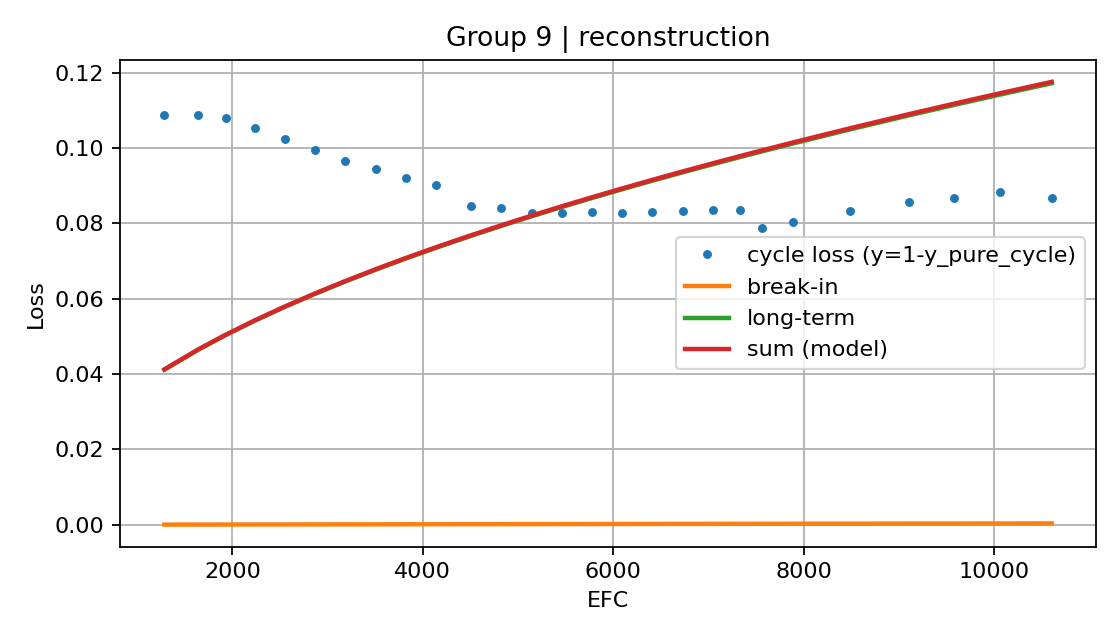 Group 9 | reconstruction
0.12
0.10
0.08
0.06
0.04
0.02
0.00
Loss
cycle loss (y=1-y_pure_cycle)
break-in
long-term
sum (model)
2000 4000 6000 8000 10000
EFC